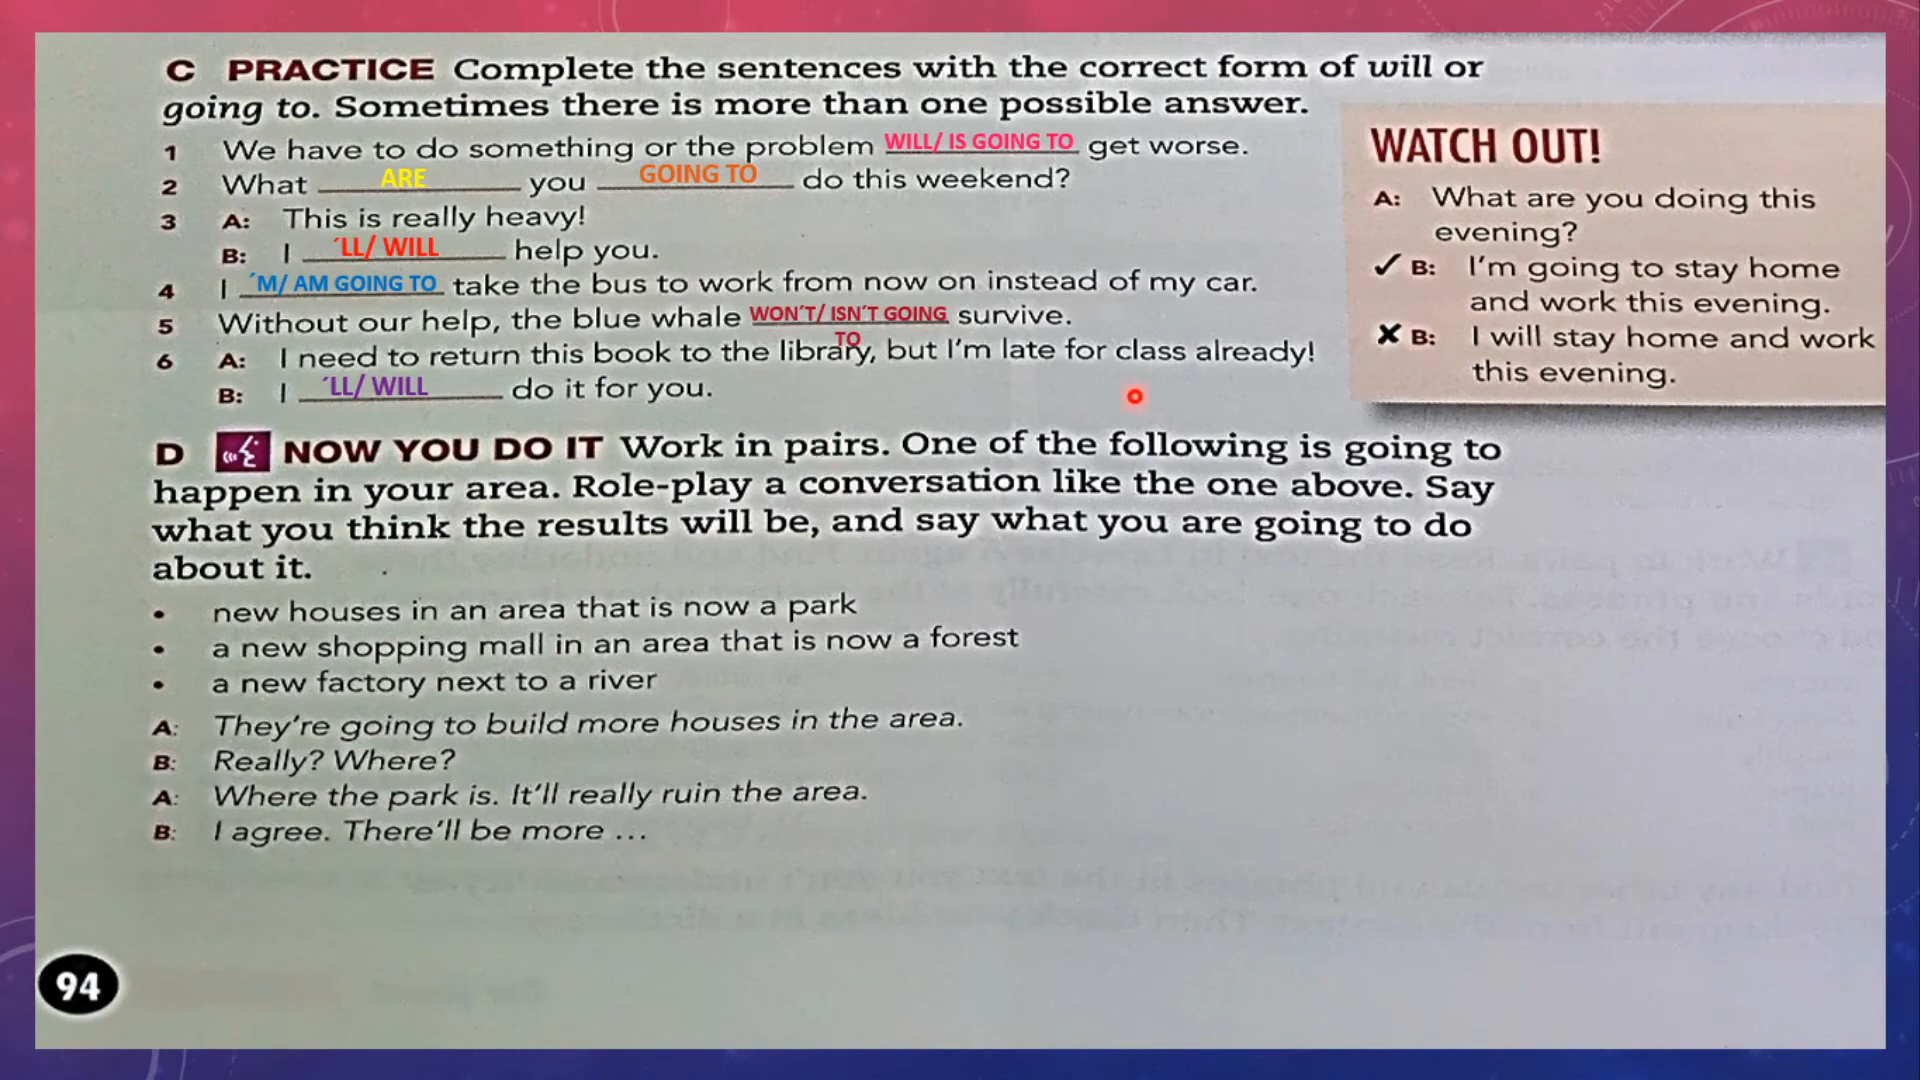 C PRACTICE Complete the sentences with the correct form of will or
going to. Sometimes there is more than one possible answer.
1 We have to do something or the problem WILL/ IS GOING TO get worse.
2 What ARE you GOING TO do this weekend?
3 A: This is really heavy!
B: I ´LL/ WILL help you.
4 I ´M/ AM GOING TO take the bus to work from now on instead of my car.
5 Without our help, the blue whale WON´T/ ISN´T GOING TO survive.
6 A: I need to return this book to the library, but I'm late for class already!
B: I ´LL/ WILL do it for you.
WATCH OUT!
A: What are you doing this
evening?
✓ B: I'm going to stay home
and work this evening.
✗ B: I will stay home and work
this evening.
D NOW YOU DO IT Work in pairs. One of the following is going to
happen in your area. Role-play a conversation like the one above. Say
what you think the results will be, and say what you are going to do
about it.
• new houses in an area that is now a park
• a new shopping mall in an area that is now a forest
• a new factory next to a river
A: They're going to build more houses in the area.
B: Really? Where?
A: Where the park is. It'll really ruin the area.
B: I agree. There'll be more ...
94